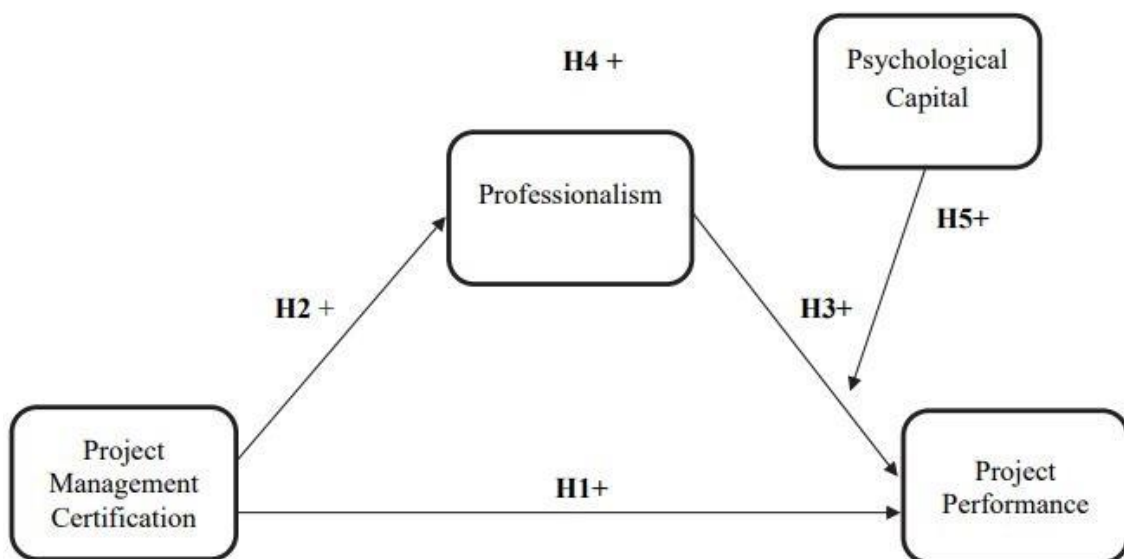 H4 +
Psychological
Capital
Professionalism
H5+
H2 +
H3+
Project
Management
Certification
H1+
Project
Performance